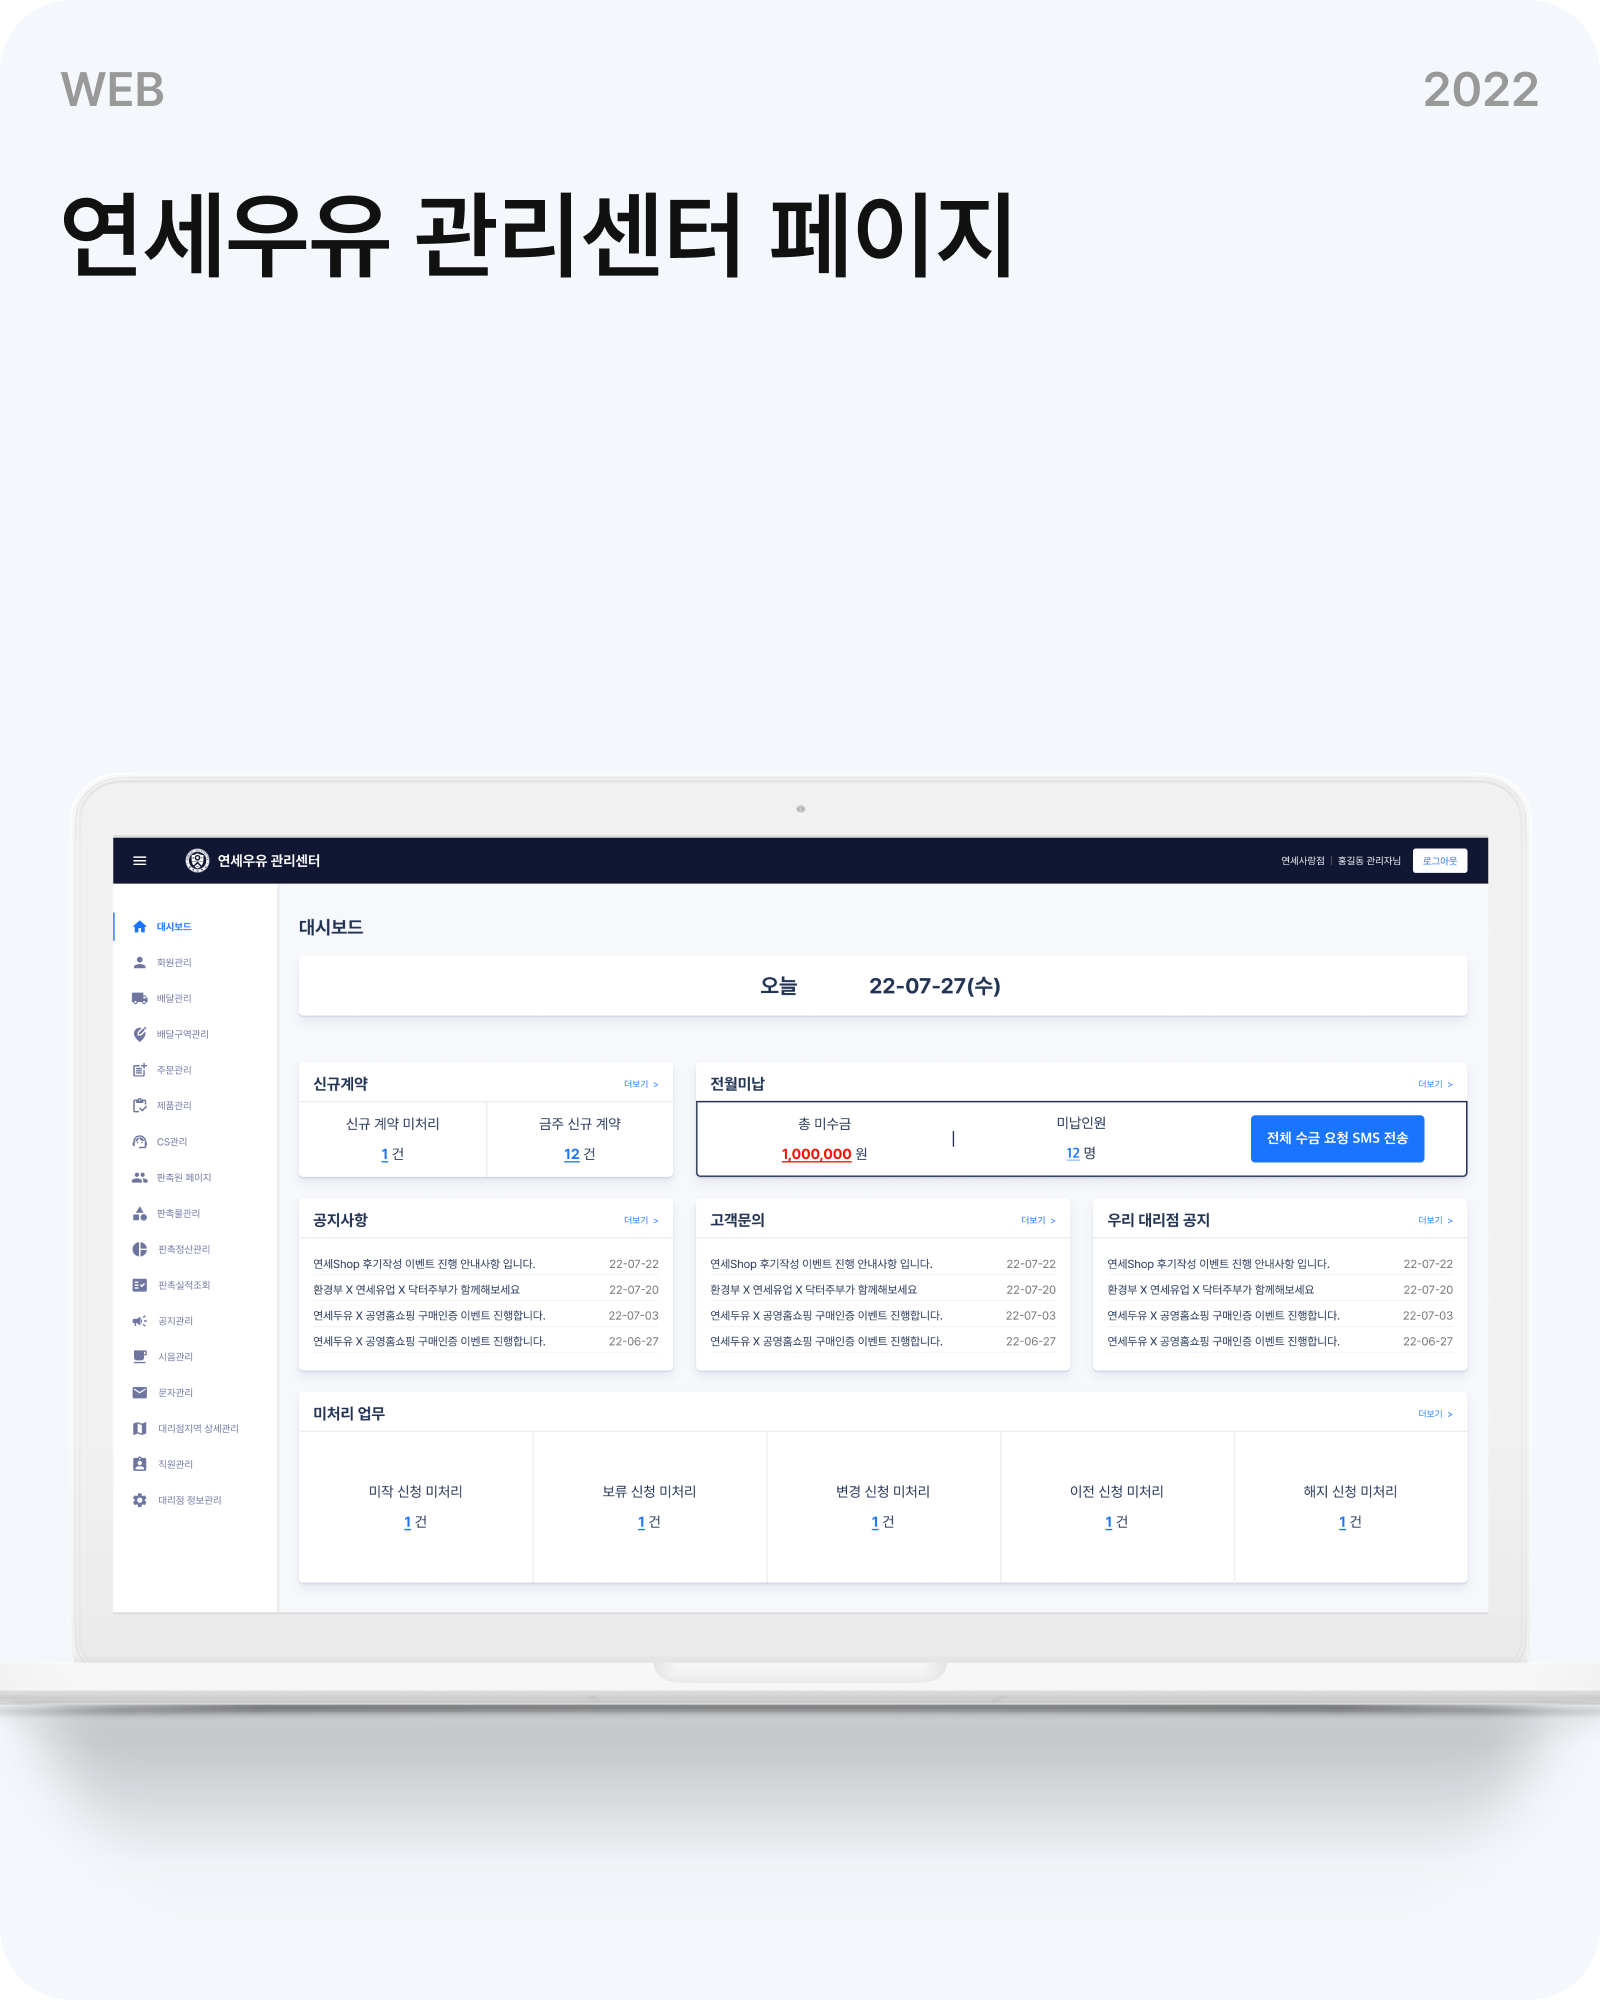 WEB
2022
연세우유 관리센터 페이지
연세우유 관리센터
연세사랑점 | 홍길동 관리자님
로그아웃
대시보드
회원관리
배달관리
배달구역관리
주문관리
제품관리
CS관리
판촉원 페이지
판촉물관리
판촉정산관리
판촉실적조회
공지관리
시음관리
문자관리
대리점지역 상세관리
직원관리
대리점 정보관리
대시보드
오늘 22-07-27(수)
신규계약 더보기 >
신규 계약 미처리
1 건
금주 신규 계약
12 건
전월미납 더보기 >
총 미수금
1,000,000 원
|
미납인원
12 명
전체 수금 요청 SMS 전송
공지사항 더보기 >
연세Shop 후기작성 이벤트 진행 안내사항 입니다. 22-07-22
환경부 X 연세유업 X 닥터주부가 함께해보세요 22-07-20
연세두유 X 공영홈쇼핑 구매인증 이벤트 진행합니다. 22-07-03
연세두유 X 공영홈쇼핑 구매인증 이벤트 진행합니다. 22-06-27
고객문의 더보기 >
연세Shop 후기작성 이벤트 진행 안내사항 입니다. 22-07-22
환경부 X 연세유업 X 닥터주부가 함께해보세요 22-07-20
연세두유 X 공영홈쇼핑 구매인증 이벤트 진행합니다. 22-07-03
연세두유 X 공영홈쇼핑 구매인증 이벤트 진행합니다. 22-06-27
우리 대리점 공지 더보기 >
연세Shop 후기작성 이벤트 진행 안내사항 입니다. 22-07-22
환경부 X 연세유업 X 닥터주부가 함께해보세요 22-07-20
연세두유 X 공영홈쇼핑 구매인증 이벤트 진행합니다. 22-07-03
연세두유 X 공영홈쇼핑 구매인증 이벤트 진행합니다. 22-06-27
미처리 업무 더보기 >
미작 신청 미처리
1 건
보류 신청 미처리
1 건
변경 신청 미처리
1 건
이전 신청 미처리
1 건
해지 신청 미처리
1 건